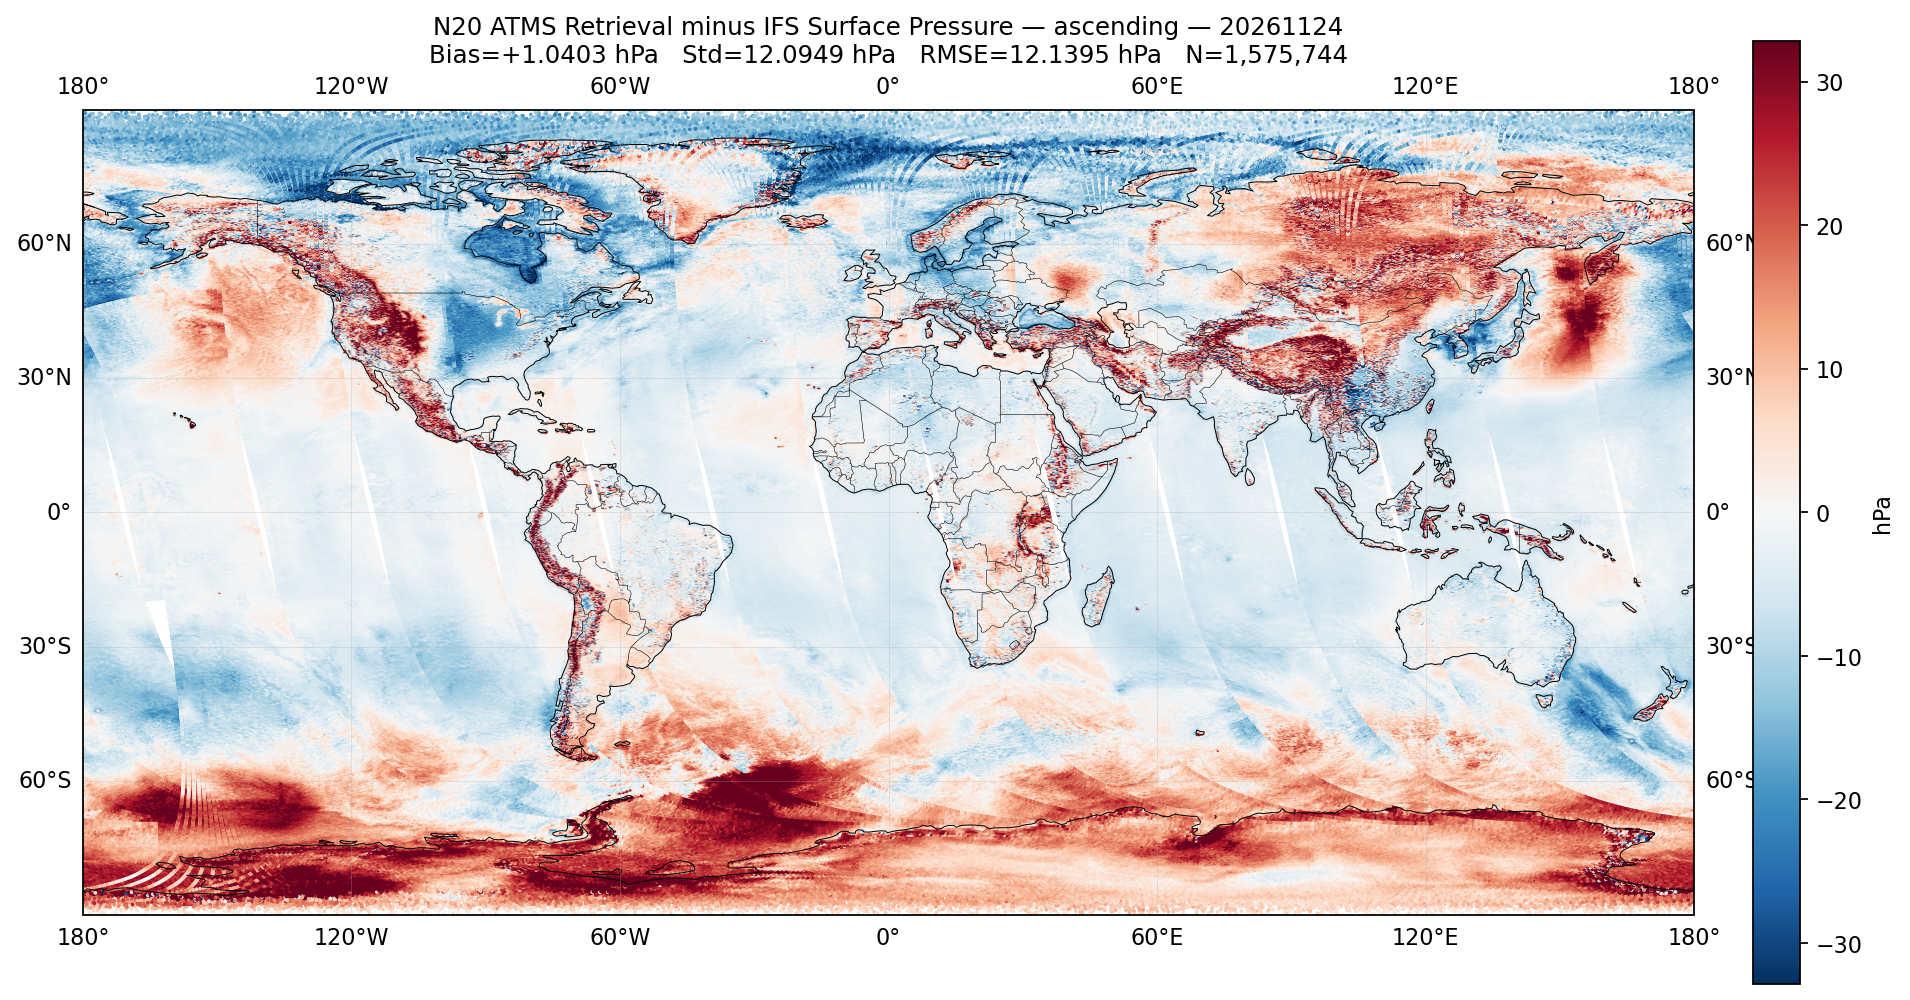 N20 ATMS Retrieval minus IFS Surface Pressure — ascending — 20261124
Bias=+1.0403 hPa   Std=12.0949 hPa   RMSE=12.1395 hPa   N=1,575,744
180° 120°W 60°W 0° 60°E 120°E 180°
60°N 60°N
30°N 30°N
0° 0°
30°S 30°S
60°S 60°S
180° 120°W 60°W 0° 60°E 120°E 180°
30
20
10
0
−10
−20
−30
hPa